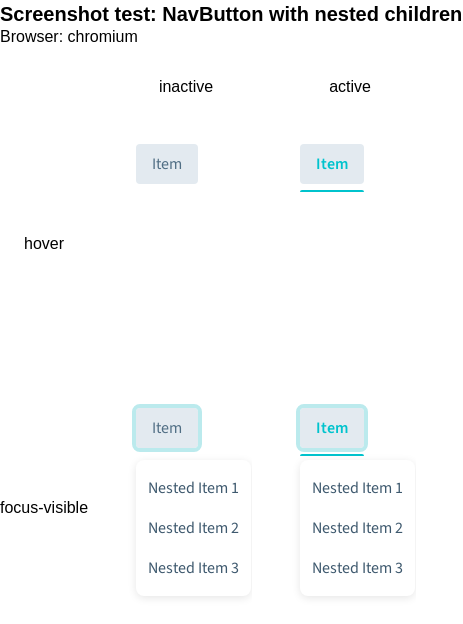 Screenshot test: NavButton with nested children
Browser: chromium
inactive active
Item Item
hover
Item Item
Nested Item 1 Nested Item 1
focus-visible Nested Item 2 Nested Item 2
Nested Item 3 Nested Item 3